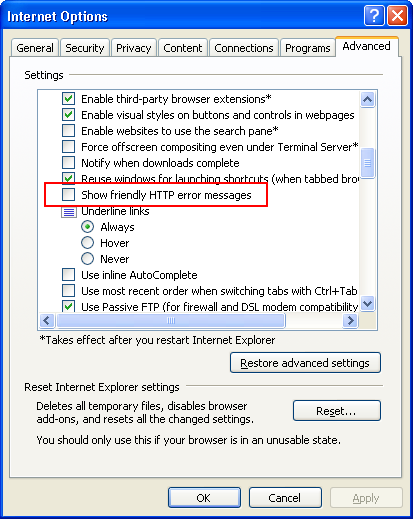 Internet Options
General Security Privacy Content Connections Programs Advanced
Settings
Enable third-party browser extensions*
Enable visual styles on buttons and controls in webpages
Enable websites to use the search pane*
Force offscreen compositing even under Terminal Server*
Notify when downloads complete
Reuse windows for launching shortcuts (when tabbed brov
Show friendly HTTP error messages
Underline links
Always
Hover
Never
Use inline AutoComplete
Use most recent order when switching tabs with Ctrl+Tab
Use Passive FTP (for firewall and DSL modem compatibility
*Takes effect after you restart Internet Explorer
Restore advanced settings
Reset Internet Explorer settings
Deletes all temporary files, disables browser
add-ons, and resets all the changed settings.
Reset...
You should only use this if your browser is in an unusable state.
OK Cancel Apply